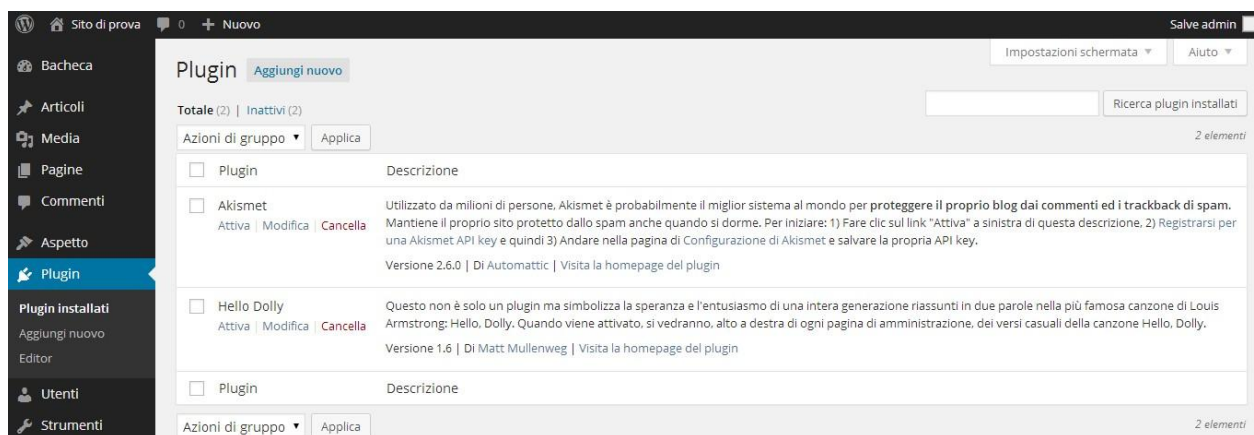 Sito di prova 0 + Nuovo Salve admin
Impostazioni schermata Aiuto
Bacheca
Articoli
Media
Pagine
Commenti
Aspetto
Plugin
Plugin installati
Aggiungi nuovo
Editor
Utenti
Strumenti
Plugin Aggiungi nuovo
Totale (2) | Inattivi (2)
Ricerca plugin installati
Azioni di gruppo Applica
2 elementi
Plugin Descrizione
Akismet
Attiva | Modifica | Cancella
Utilizzato da milioni di persone, Akismet è probabilmente il miglior sistema al mondo per proteggere il proprio blog dai commenti ed i trackback di spam.
Mantiene il proprio sito protetto dallo spam anche quando si dorme. Per iniziare: 1) Fare clic sul link "Attiva" a sinistra di questa descrizione, 2) Registrarsi per
una Akismet API key e quindi 3) Andare nella pagina di Configurazione di Akismet e salvare la propria API key.
Versione 2.6.0 | Di Automattic | Visita la homepage del plugin
Hello Dolly
Attiva | Modifica | Cancella
Questo non è solo un plugin ma simbolizza la speranza e l'entusiasmo di una intera generazione riassunti in due parole nella più famosa canzone di Louis
Armstrong: Hello, Dolly. Quando viene attivato, si vedranno, alto a destra di ogni pagina di amministrazione, dei versi casuali della canzone Hello, Dolly.
Versione 1.6 | Di Matt Mullenweg | Visita la homepage del plugin
Plugin Descrizione
Azioni di gruppo Applica
2 elementi